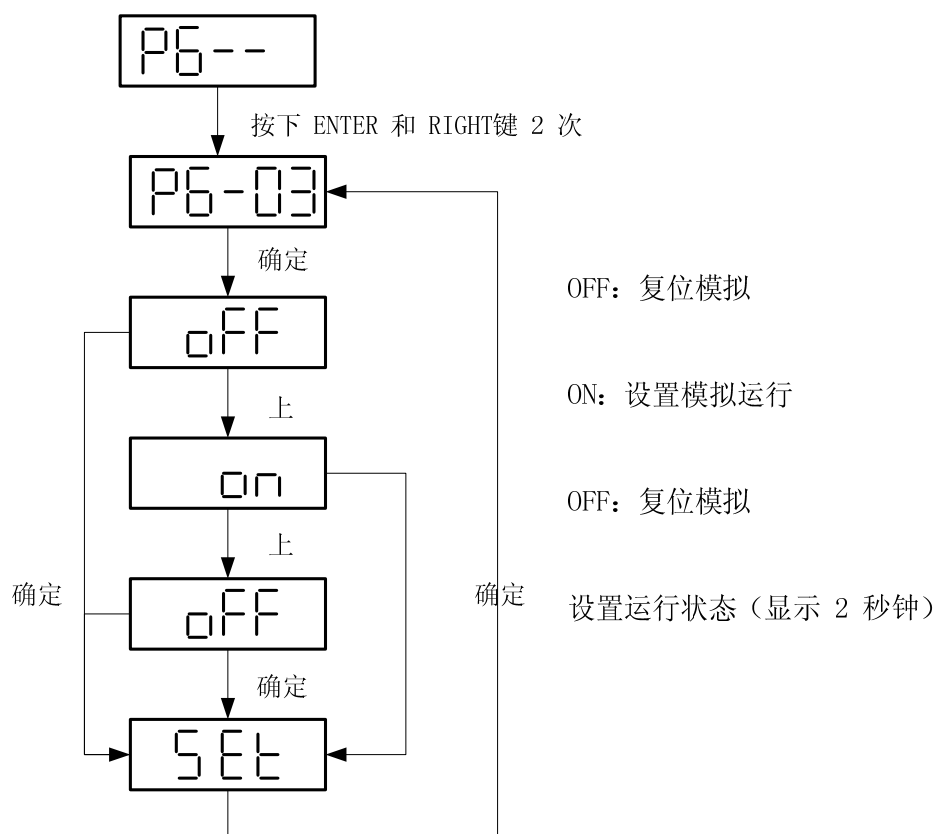 P6--
按下 ENTER 和 RIGHT键 2 次
P6-03
确定
OFF：复位模拟
oFF
上
ON：设置模拟运行
on
OFF：复位模拟
上
确定
oFF
确定
设置运行状态（显示 2 秒钟）
确定
SEt